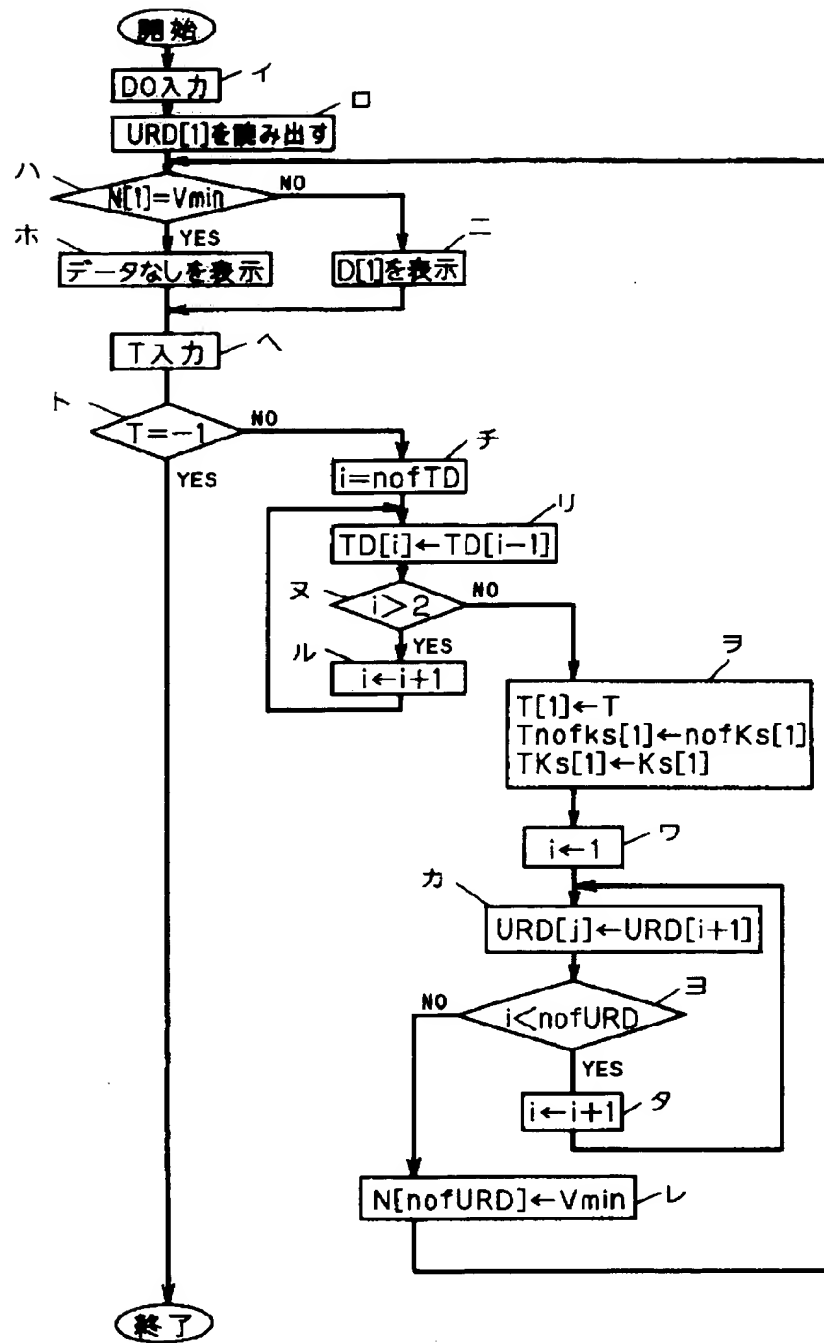 開始
DO入力
イ
URD[1]を読み出す
ロ
ハ
N[1]=Vmin
NO
YES
ホ
データなしを表示
ニ
D[1]を表示
T入力
ヘ
ト
T=-1
NO
YES
チ
i=nofTD
リ
TD[i]←TD[i-1]
ヌ
i>2
NO
YES
ル
i←i+1
ヲ
T[1]←T
Tnofks[1]←nofKs[1]
TKs[1]←Ks[1]
i←1
ワ
カ
URD[j]←URD[i+1]
ヨ
i<nofURD
NO
YES
i←i+1
タ
N[nofURD]←Vmin
レ
終了